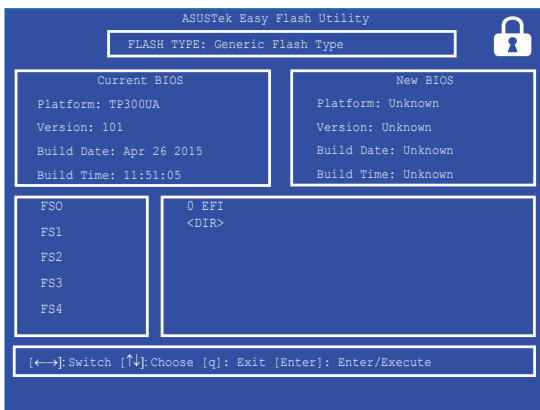 ASUSTek Easy Flash Utility
FLASH TYPE: Generic Flash Type
Current BIOS
Platform: TP300UA
Version: 101
Build Date: Apr 26 2015
Build Time: 11:51:05
New BIOS
Platform: Unknown
Version: Unknown
Build Date: Unknown
Build Time: Unknown
FSO
FS1
FS2
FS3
FS4
0 EFI
<DIR>
[←→]: Switch [↑↓]: Choose [q]: Exit [Enter]: Enter/Execute